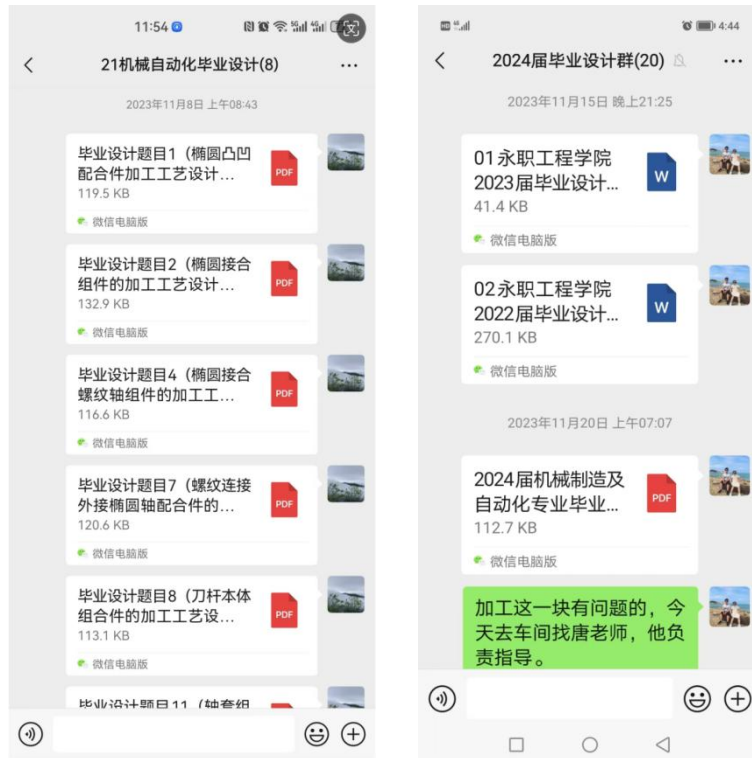 11:54
21机械自动化毕业设计(8)
2023年11月8日 上午08:43
毕业设计题目1（椭圆凸凹
配合件加工工艺设计...
PDF
119.5 KB
微信电脑版
毕业设计题目2（椭圆接合
组件的加工工艺设计...
PDF
132.9 KB
微信电脑版
毕业设计题目4（椭圆接合
螺纹轴组件的加工工...
PDF
116.6 KB
微信电脑版
毕业设计题目7（螺纹连接
外接椭圆轴配合件的...
PDF
120.6 KB
微信电脑版
毕业设计题目8（刀杆本体
组合件的加工工艺设...
PDF
113.1 KB
微信电脑版
毕业设计题目11（轴套组
4:44
2024届毕业设计群(20)
2023年11月15日 晚上21:25
01永职工程学院
2023届毕业设计...
W
41.4 KB
微信电脑版
02永职工程学院
2022届毕业设计...
W
270.1 KB
微信电脑版
2023年11月20日 上午07:07
2024届机械制造及
自动化专业毕业...
PDF
112.7 KB
微信电脑版
加工这一块有问题的，今
天去车间找唐老师，他负
责指导。